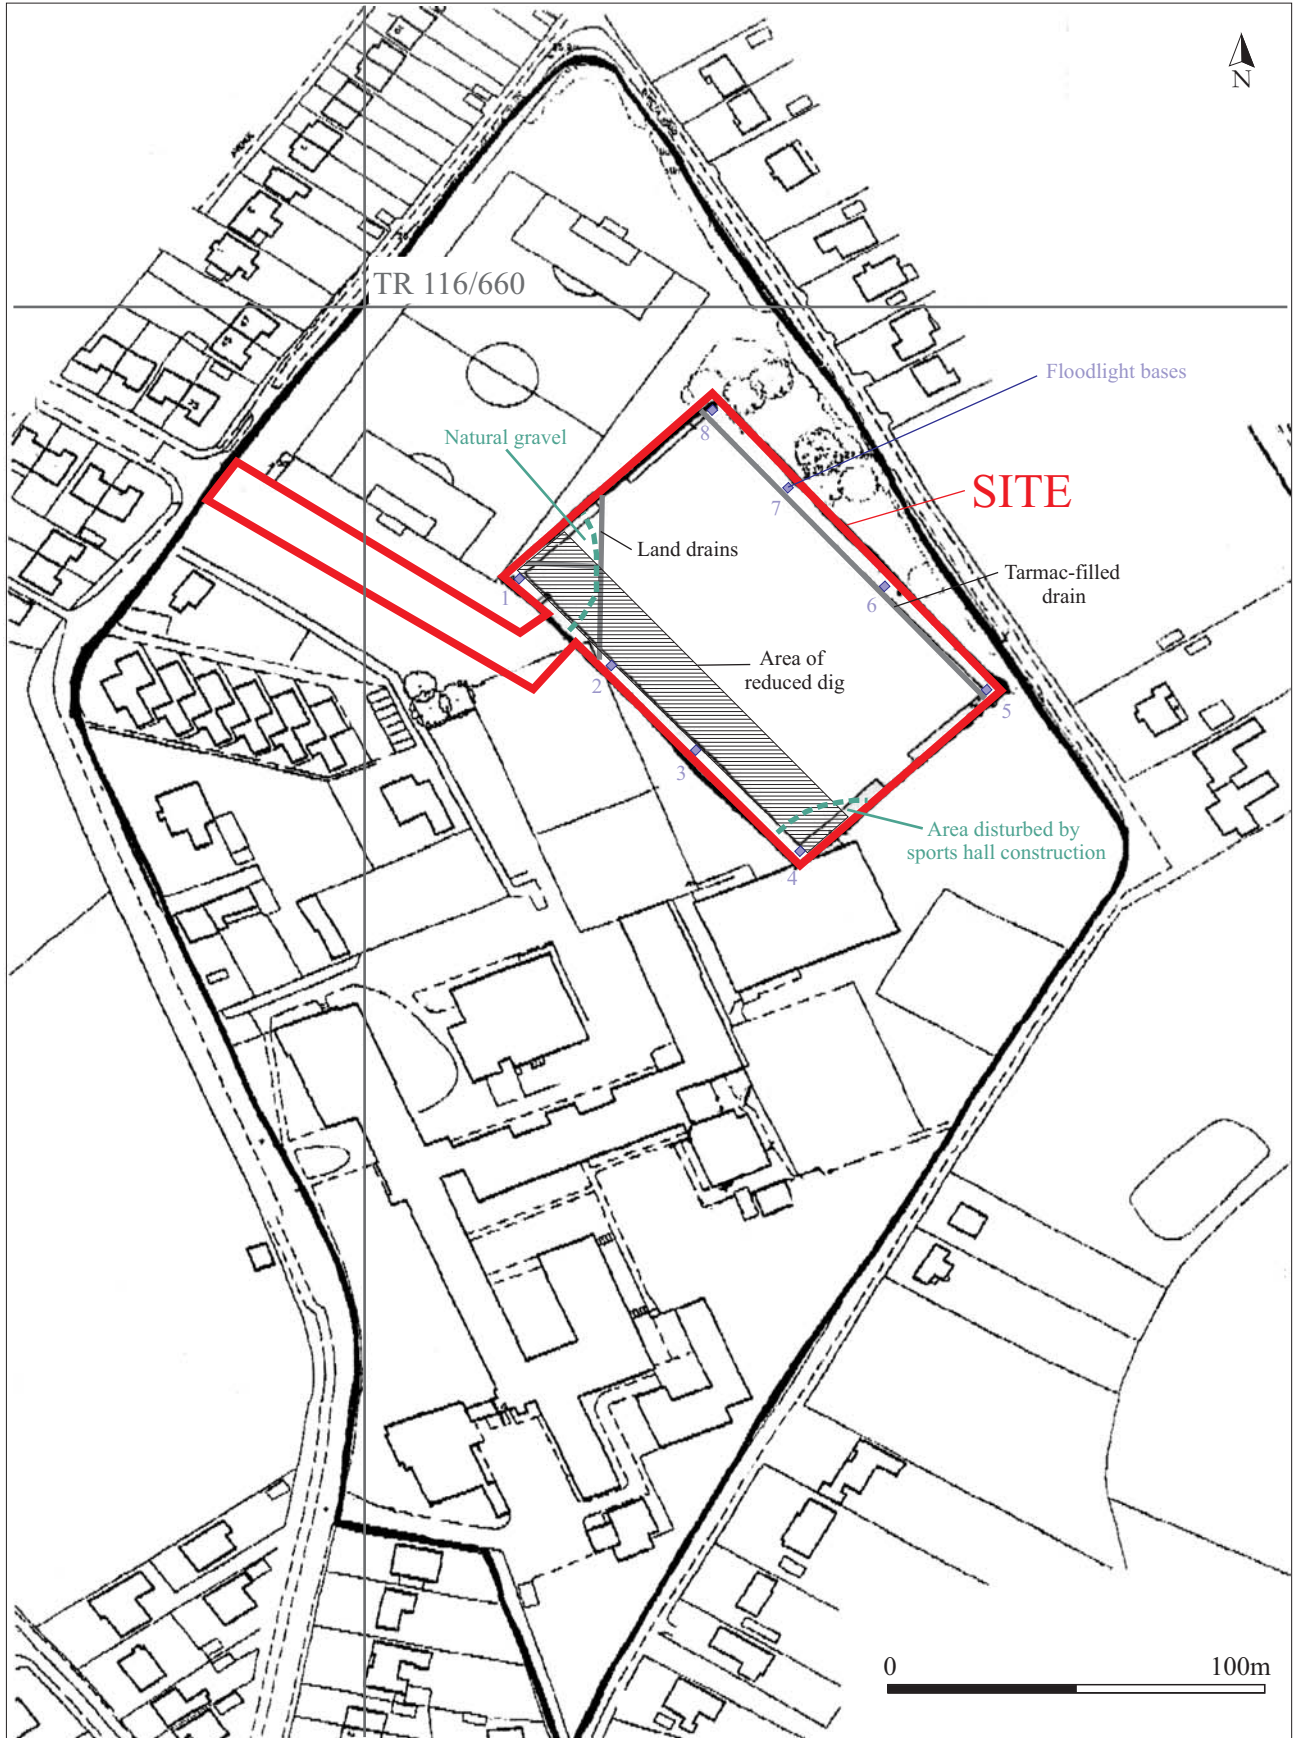 N
TR 116/660
Floodlight bases
Natural gravel
8
SITE
7
Land drains
Tarmac-filled
drain
1
6
Area of
reduced dig
2
5
3
Area disturbed by
sports hall construction
4
0 100m